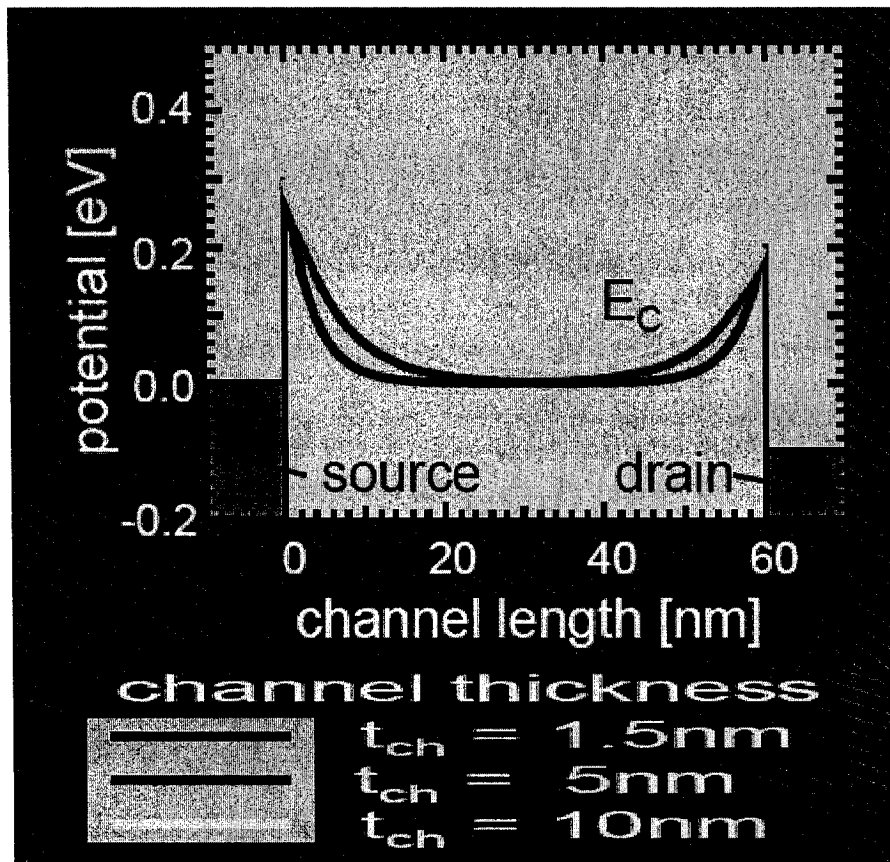 potential [eV]
0.4
0.2
0.0
-0.2
E_C
source
drain
0 20 40 60
channel length [nm]
channel thickness
t_ch = 1.5nm
t_ch = 5nm
t_ch = 10nm